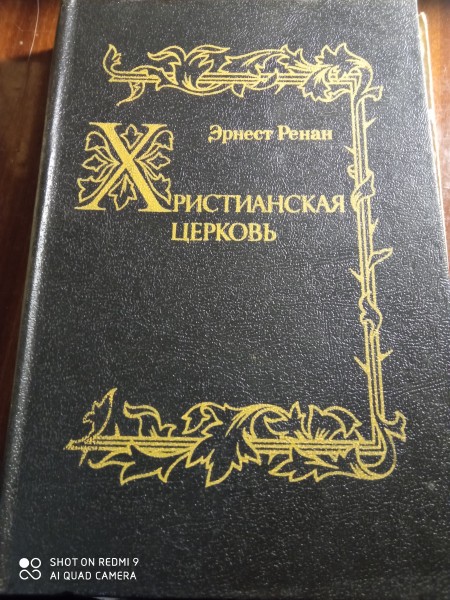 Эрнест Ренан
Христианская
церковь
SHOT ON REDMI 9
AI QUAD CAMERA